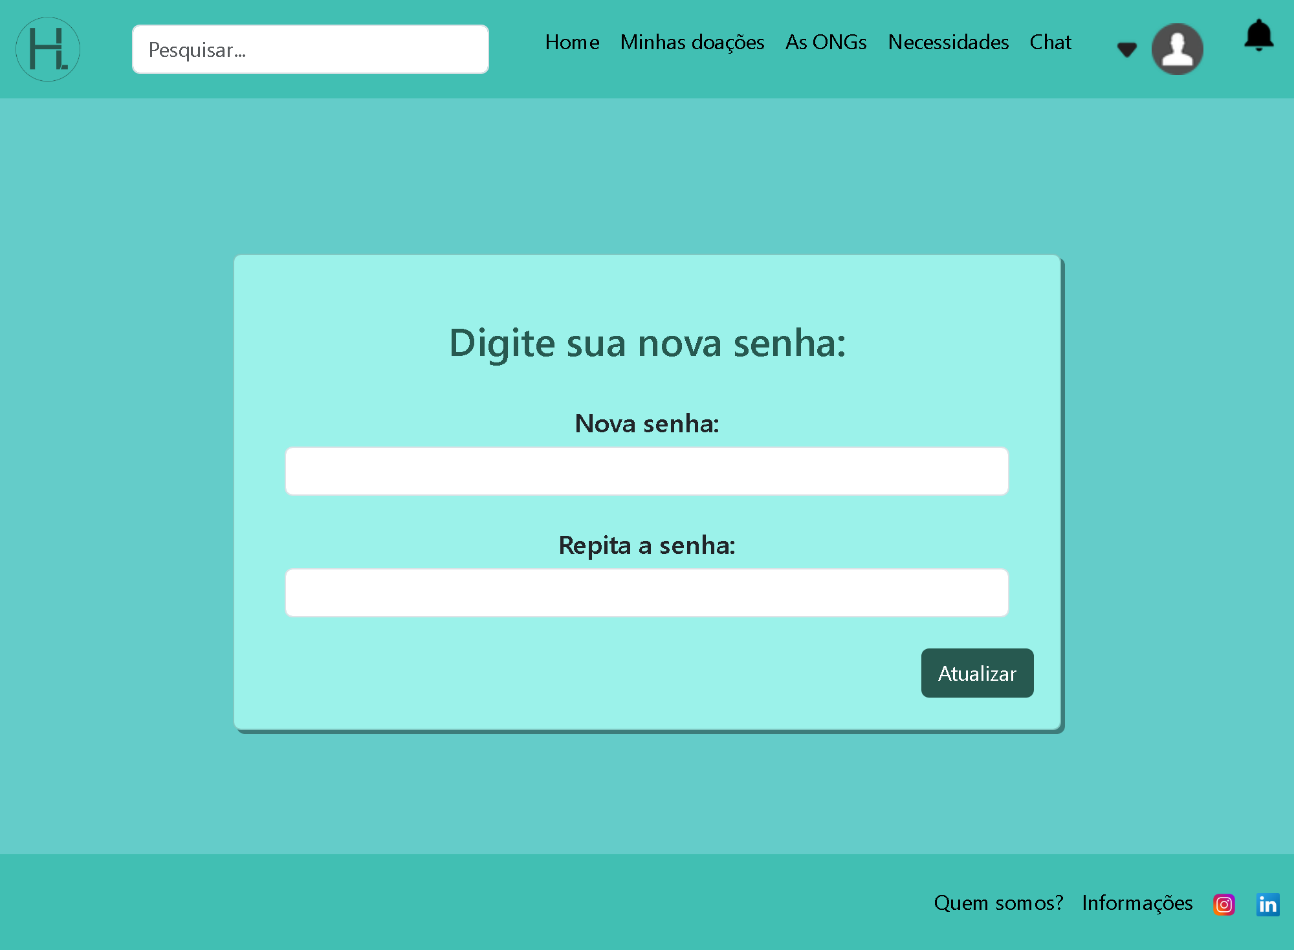 H.
Pesquisar...
Home Minhas doações As ONGs Necessidades Chat
Digite sua nova senha:
Nova senha:
Repita a senha:
Atualizar
Quem somos? Informações in